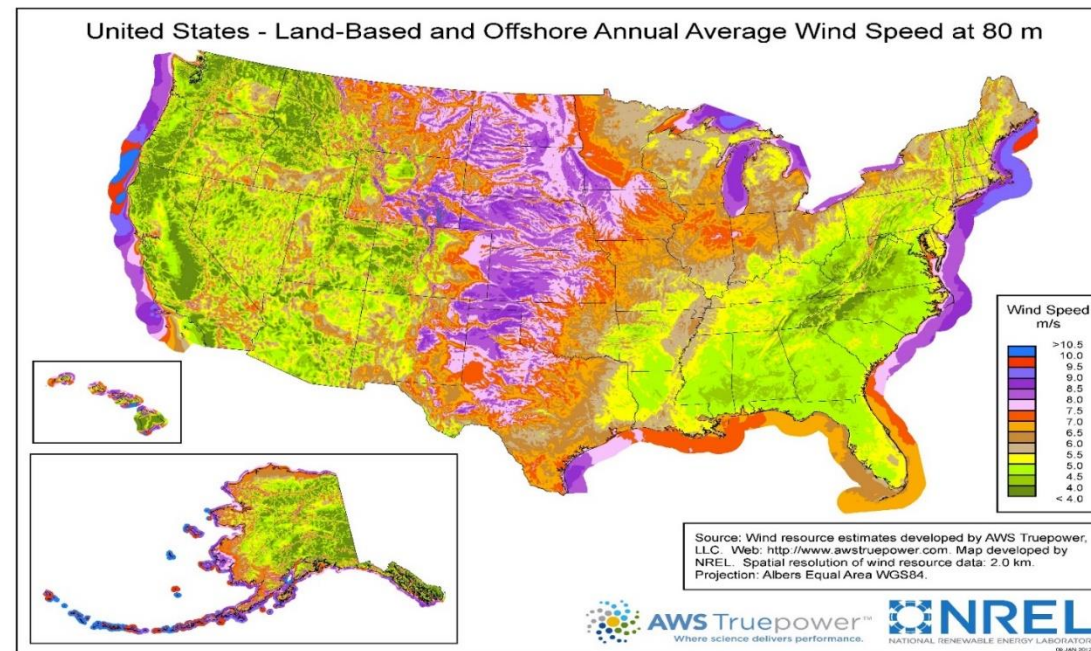 United States - Land-Based and Offshore Annual Average Wind Speed at 80 m
Wind Speed
m/s
>10.5
10.0
9.5
9.0
8.5
8.0
7.5
7.0
6.5
6.0
5.5
5.0
4.5
4.0
< 4.0
Source: Wind resource estimates developed by AWS Truepower,
LLC. Web: http://www.awstruepower.com. Map developed by
NREL. Spatial resolution of wind resource data: 2.0 km.
Projection: Albers Equal Area WGS84.
AWS Truepower™
Where science delivers performance.
NREL
NATIONAL RENEWABLE ENERGY LABORATORY